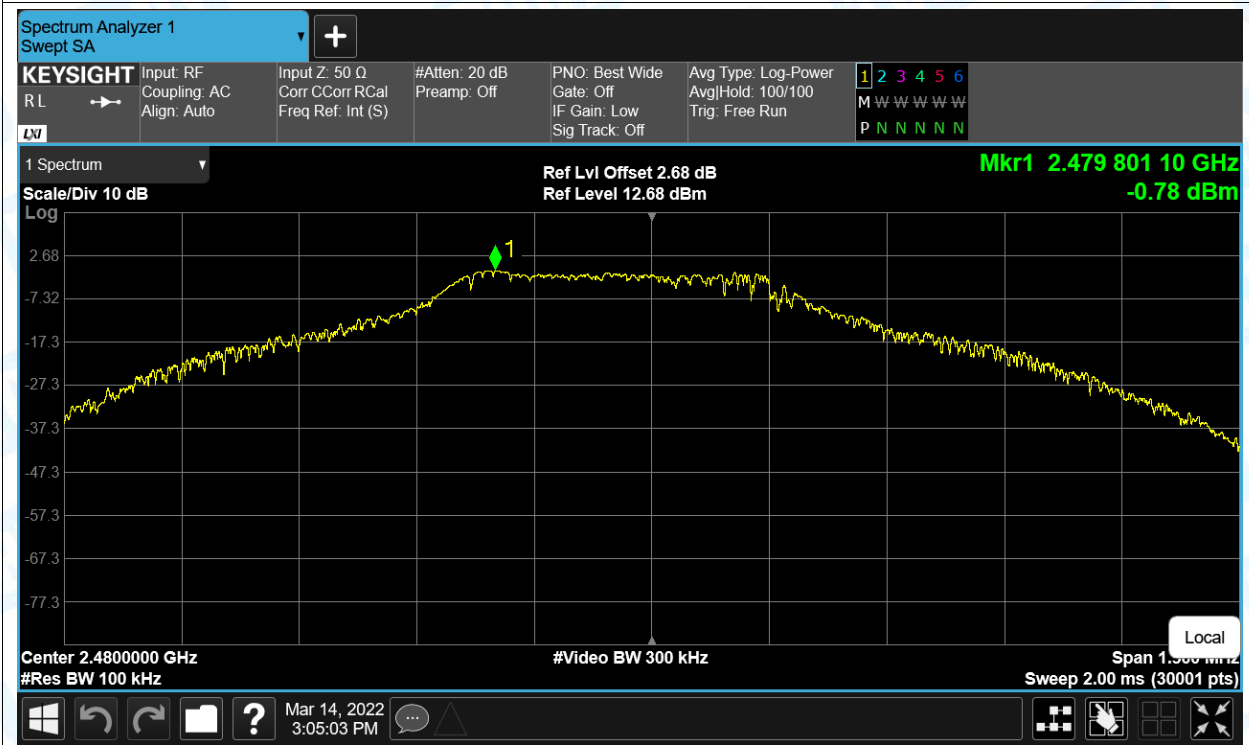 Spectrum Analyzer 1
Swept SA
KEYSIGHT
R L
LXI
Input: RF
Coupling: AC
Align: Auto
Input Z: 50 Ω
Corr CCorr RCal
Freq Ref: Int (S)
#Atten: 20 dB
Preamp: Off
PNO: Best Wide
Gate: Off
IF Gain: Low
Sig Track: Off
Avg Type: Log-Power
Avg|Hold: 100/100
Trig: Free Run
1 2 3 4 5 6
M W W W W W
P N N N N N
1 Spectrum
Scale/Div 10 dB
Log
Ref Lvl Offset 2.68 dB
Ref Level 12.68 dBm
Mkr1 2.479 801 10 GHz
-0.78 dBm
1
2.68
-7.32
-17.3
-27.3
-37.3
-47.3
-57.3
-67.3
-77.3
Local
Center 2.4800000 GHz
#Video BW 300 kHz
Span 1.500 MHz
#Res BW 100 kHz
Sweep 2.00 ms (30001 pts)
?
Mar 14, 2022
3:05:03 PM